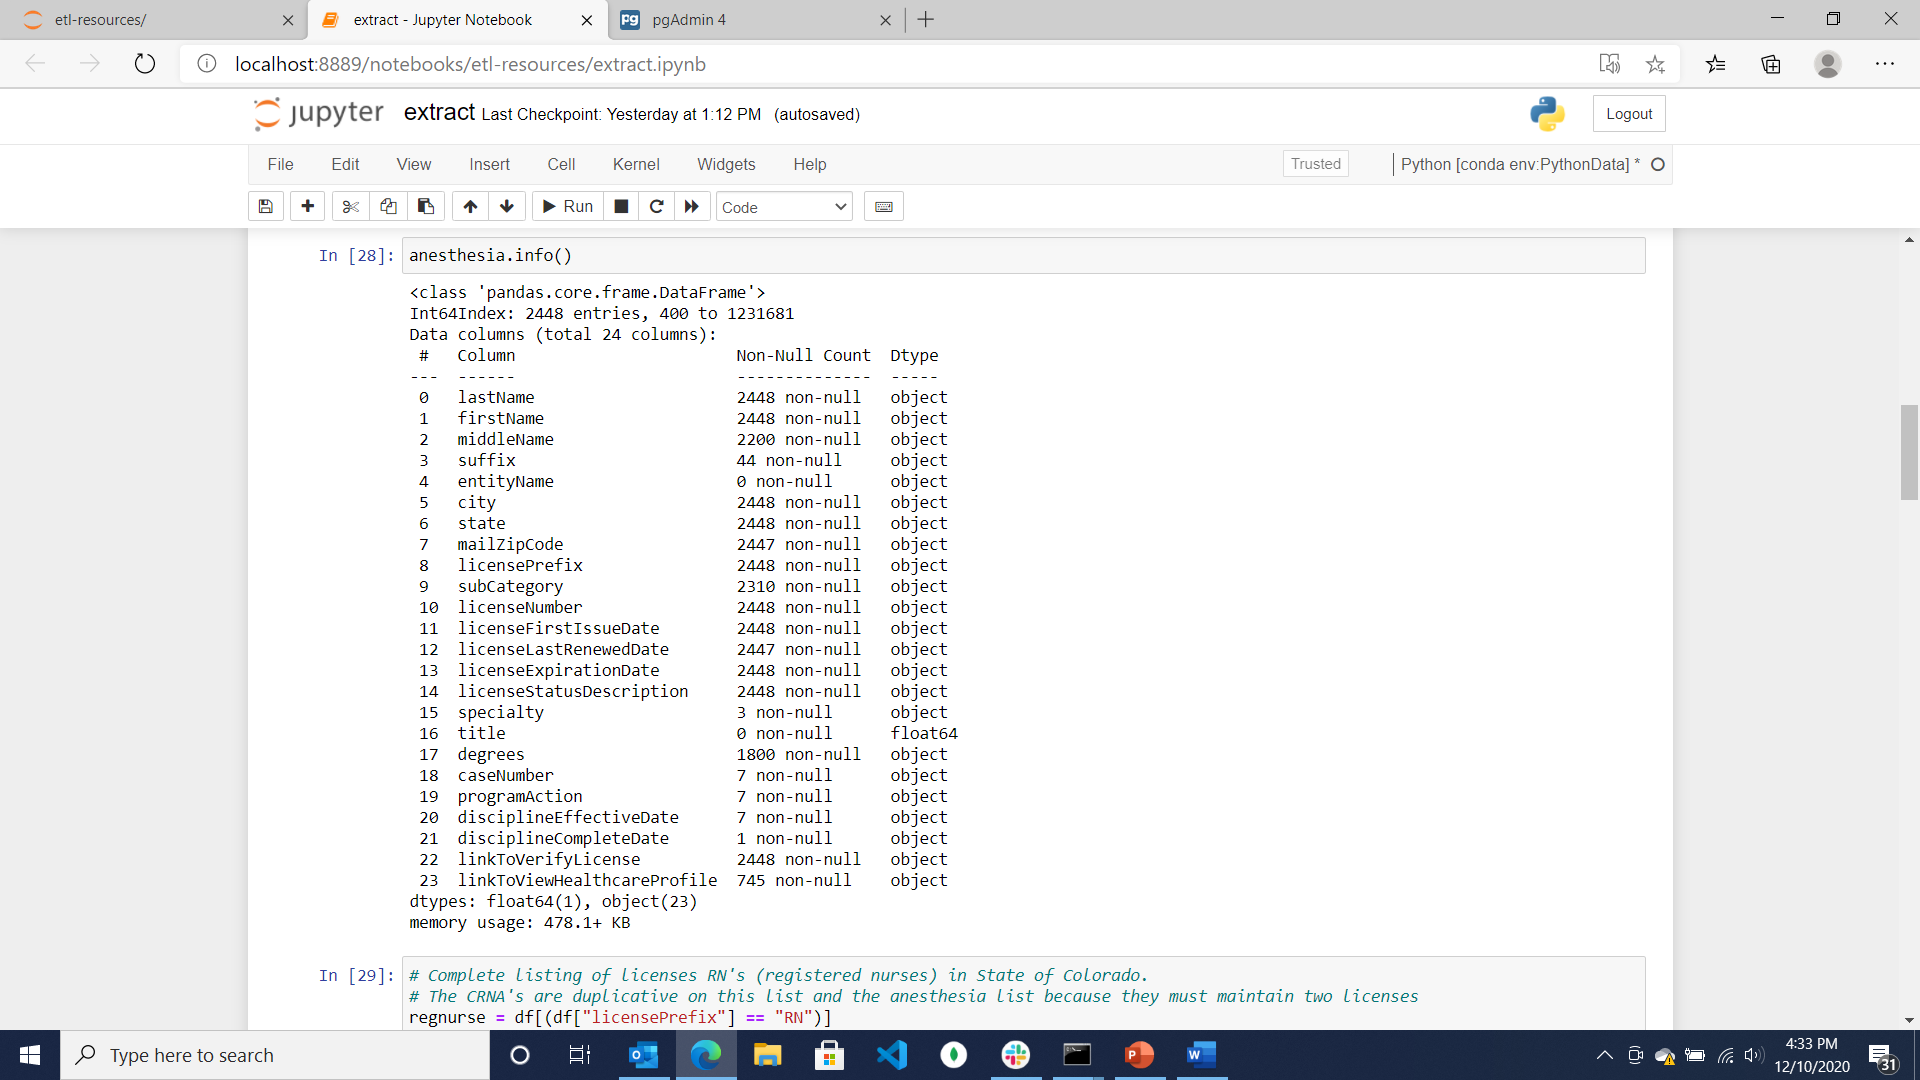 etl-resources/
extract - Jupyter Notebook
pgAdmin 4
localhost:8889/notebooks/etl-resources/extract.ipynb
jupyter extract Last Checkpoint: Yesterday at 1:12 PM (autosaved)
Logout
File Edit View Insert Cell Kernel Widgets Help
Trusted
Python [conda env:PythonData] *
Run
Code
In [28]: anesthesia.info()
<class 'pandas.core.frame.DataFrame'>
Int64Index: 2448 entries, 400 to 1231681
Data columns (total 24 columns):
# Column Non-Null Count Dtype
--- ------ -------------- -----
0 lastName 2448 non-null object
1 firstName 2448 non-null object
2 middleName 2200 non-null object
3 suffix 44 non-null object
4 entityName 0 non-null object
5 city 2448 non-null object
6 state 2448 non-null object
7 mailZipCode 2447 non-null object
8 licensePrefix 2448 non-null object
9 subCategory 2310 non-null object
10 licenseNumber 2448 non-null object
11 licenseFirstIssueDate 2448 non-null object
12 licenseLastRenewedDate 2447 non-null object
13 licenseExpirationDate 2448 non-null object
14 licenseStatusDescription 2448 non-null object
15 specialty 3 non-null object
16 title 0 non-null float64
17 degrees 1800 non-null object
18 caseNumber 7 non-null object
19 programAction 7 non-null object
20 disciplineEffectiveDate 7 non-null object
21 disciplineCompleteDate 1 non-null object
22 linkToVerifyLicense 2448 non-null object
23 linkToViewHealthcareProfile 745 non-null object
dtypes: float64(1), object(23)
memory usage: 478.1+ KB
In [29]: # Complete listing of licenses RN's (registered nurses) in State of Colorado.
# The CRNA's are duplicative on this list and the anesthesia list because they must maintain two licenses
regnurse = df[(df["licensePrefix"] == "RN")]
Type here to search
4:33 PM
12/10/2020
31